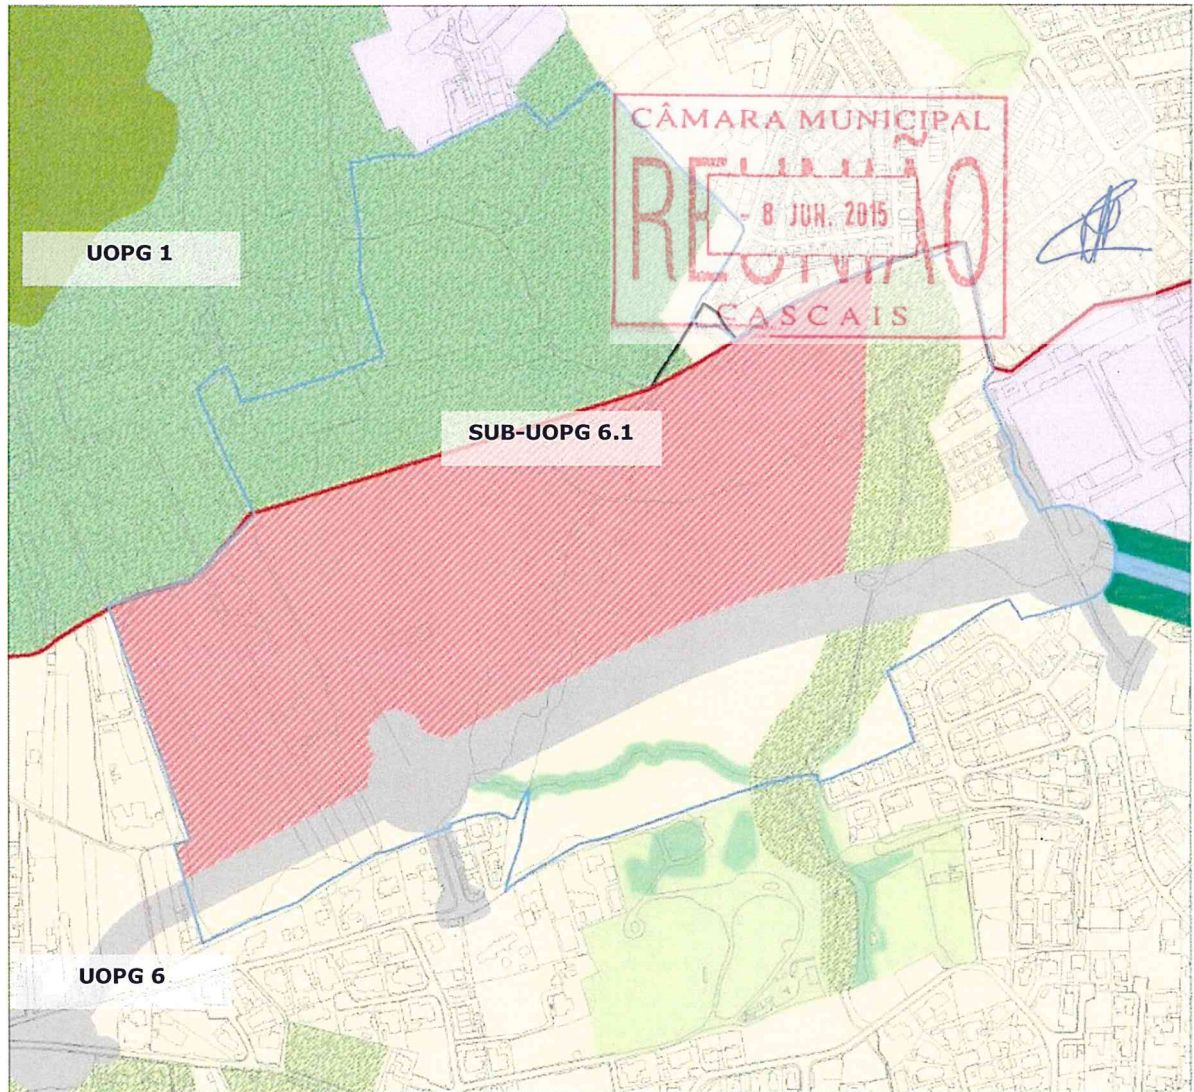 CÂMARA MUNICIPAL
REUNIÃO
- 8 JUN. 2015
CASCAIS
UOPG 1
SUB-UOPG 6.1
UOPG 6